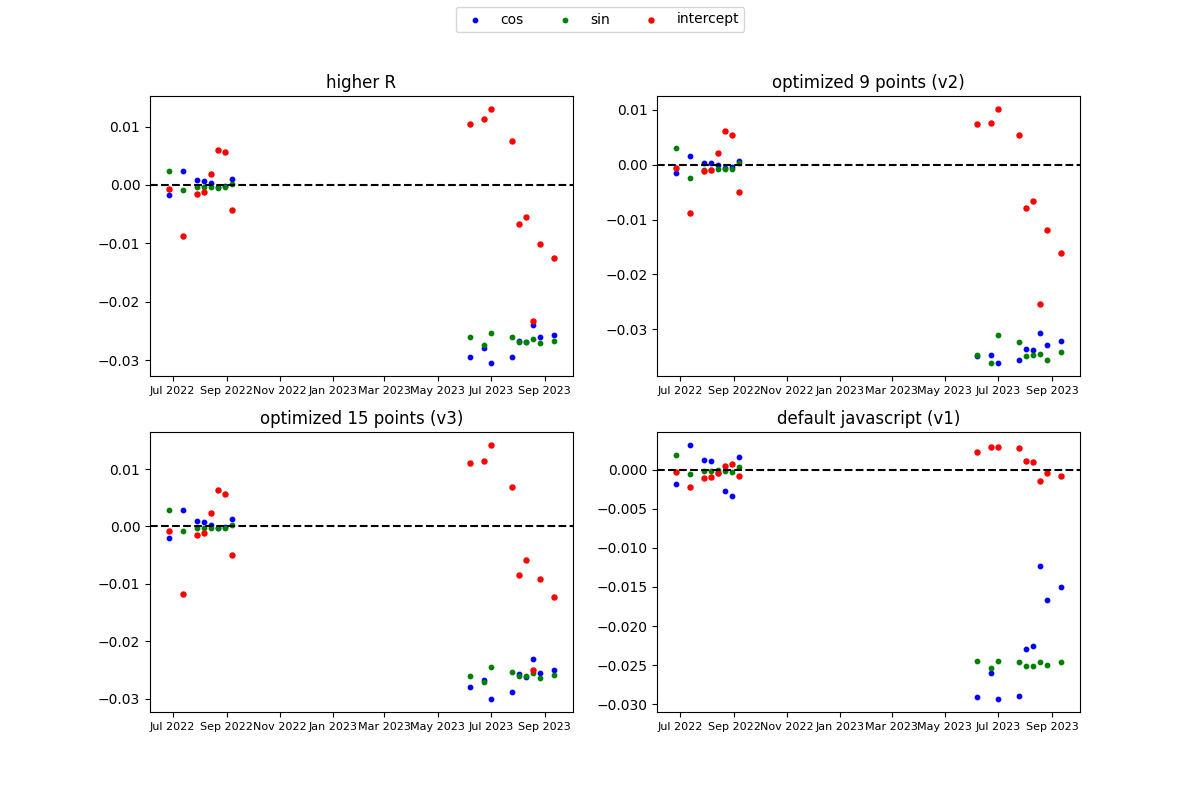 cos sin intercept
higher R
0.01
0.00
−0.01
−0.02
−0.03
Jul 2022 Sep 2022 Nov 2022 Jan 2023 Mar 2023 May 2023 Jul 2023 Sep 2023
optimized 9 points (v2)
0.01
0.00
−0.01
−0.02
−0.03
Jul 2022 Sep 2022 Nov 2022 Jan 2023 Mar 2023 May 2023 Jul 2023 Sep 2023
optimized 15 points (v3)
0.01
0.00
−0.01
−0.02
−0.03
Jul 2022 Sep 2022 Nov 2022 Jan 2023 Mar 2023 May 2023 Jul 2023 Sep 2023
default javascript (v1)
0.000
−0.005
−0.010
−0.015
−0.020
−0.025
−0.030
Jul 2022 Sep 2022 Nov 2022 Jan 2023 Mar 2023 May 2023 Jul 2023 Sep 2023